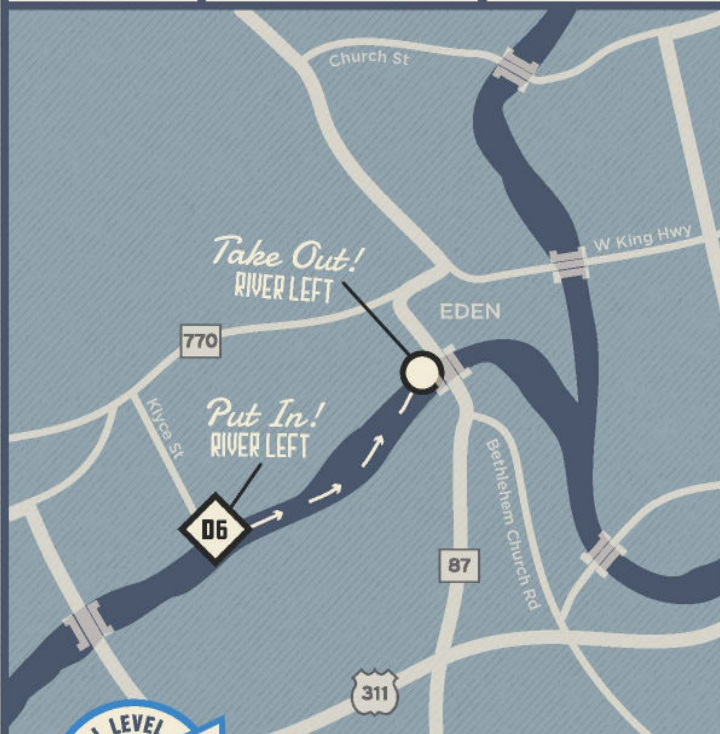 Church St
W King Hwy
Take Out!
RIVER LEFT
EDEN
770
Klyce St
Put In!
RIVER LEFT
Bethlehem Church Rd
D6
87
311
LEVEL